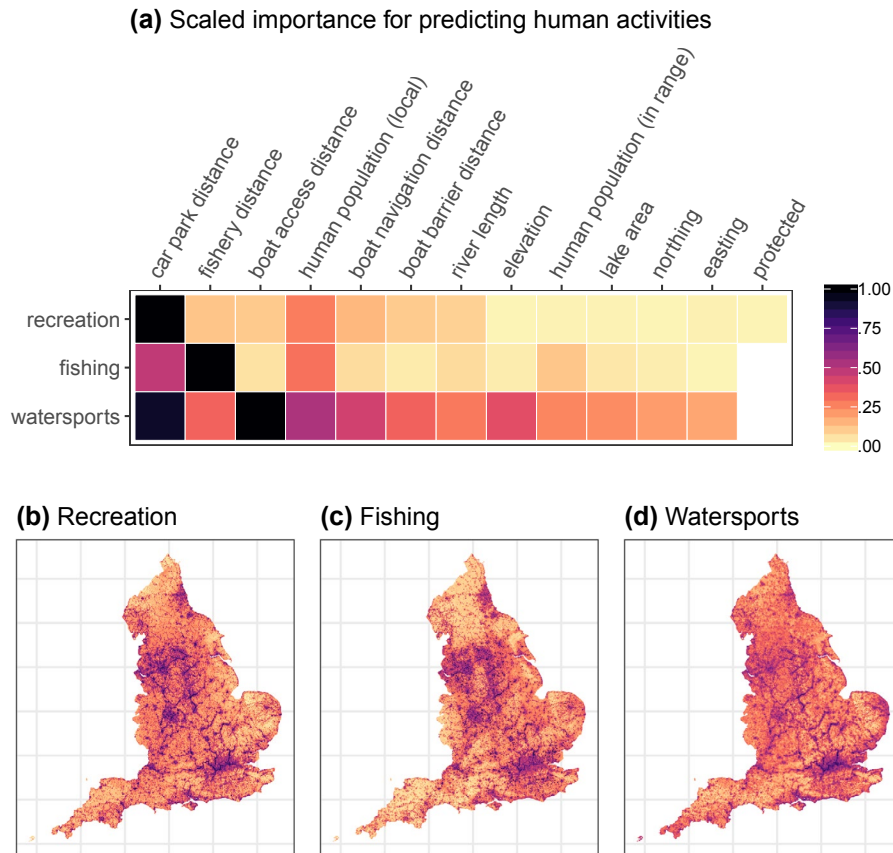 (a) Scaled importance for predicting human activities
car park distance
fishery distance
boat access distance
human population (local)
boat navigation distance
boat barrier distance
river length
elevation
human population (in range)
lake area
northing
easting
protected
recreation
fishing
watersports
1.00
.75
.50
.25
.00
(b) Recreation
(c) Fishing
(d) Watersports